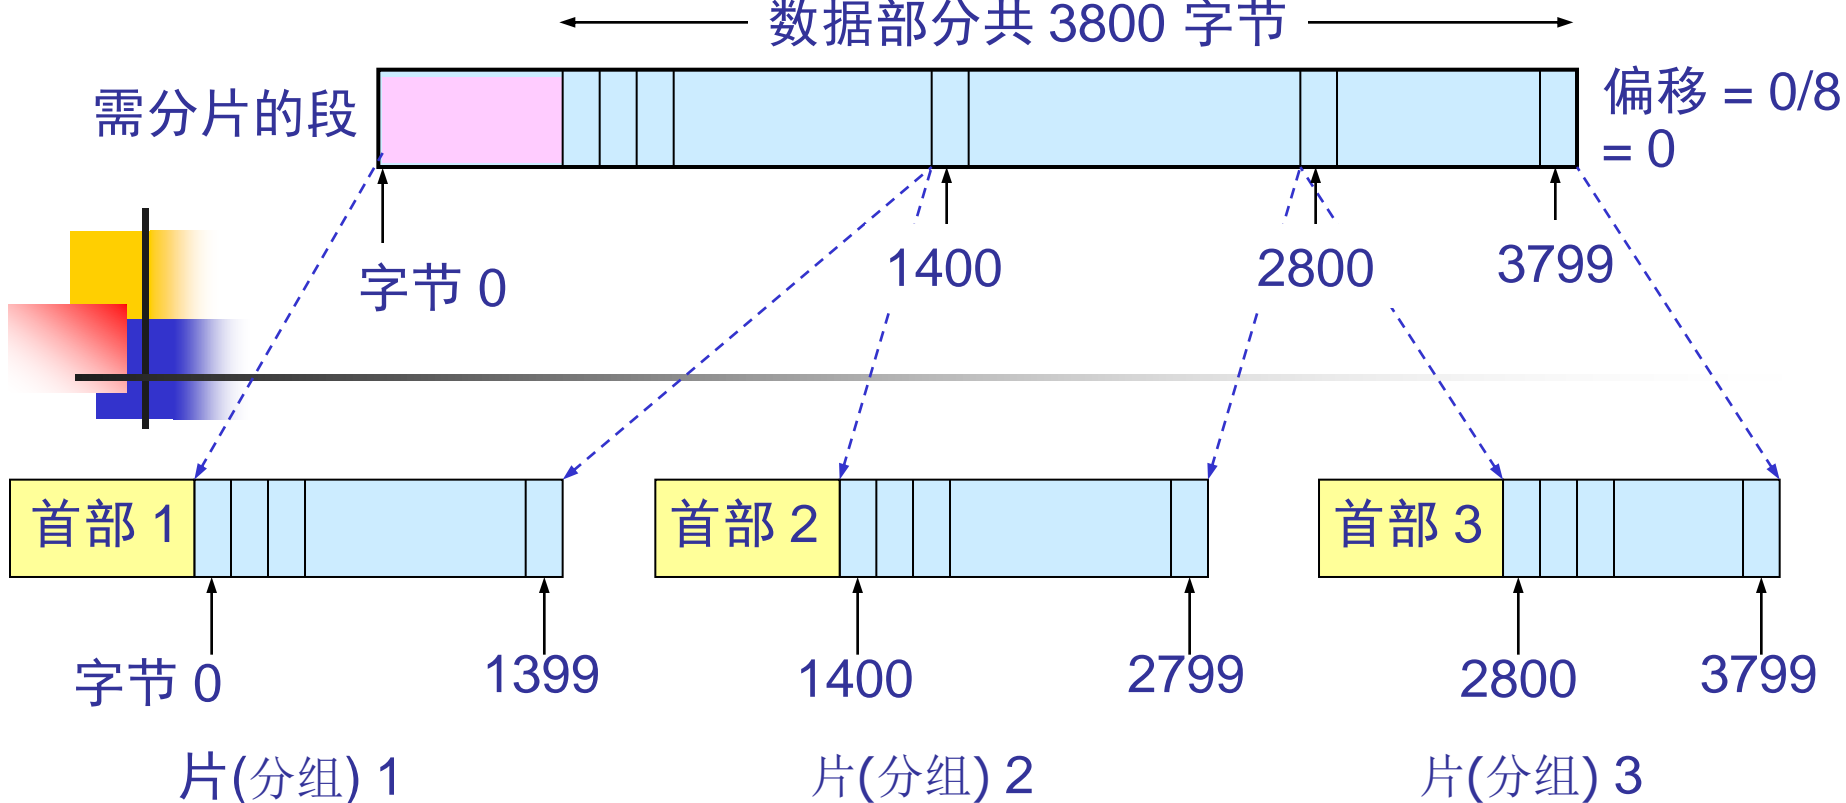 数据部分共 3800 字节
需分片的段
偏移 = 0/8
= 0
字节 0
1400
2800
3799
首部 1
首部 2
首部 3
字节 0
1399
1400
2799
2800
3799
片(分组) 1
片(分组) 2
片(分组) 3